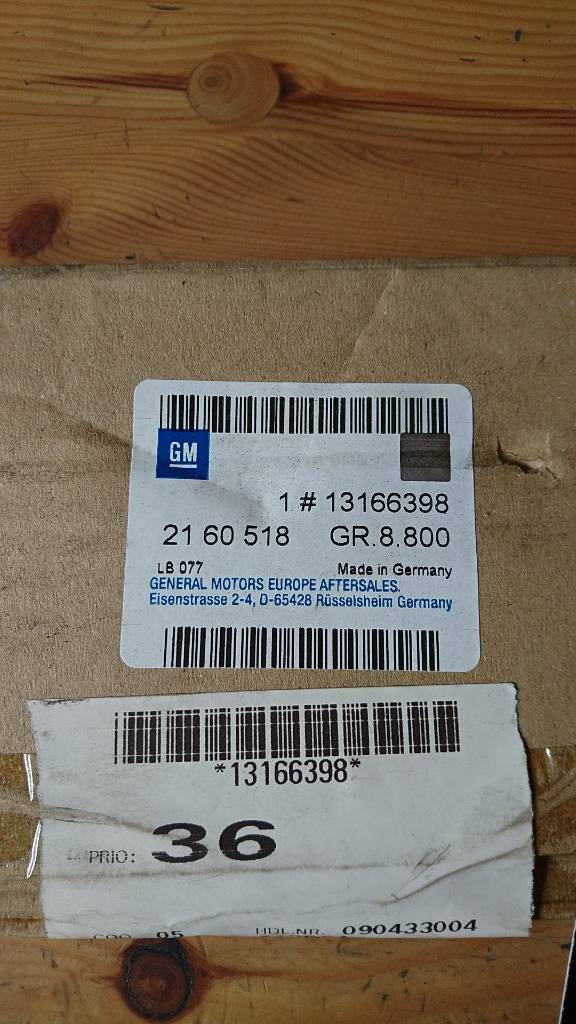 GM
1 # 13166398
21 60 518 GR.8.800
LB 077 Made in Germany
GENERAL MOTORS EUROPE AFTERSALES.
Eisenstrasse 2-4, D-65428 Rüsselsheim Germany
*13166398*
PRIO: 36
05 HDL.NR. 090433004